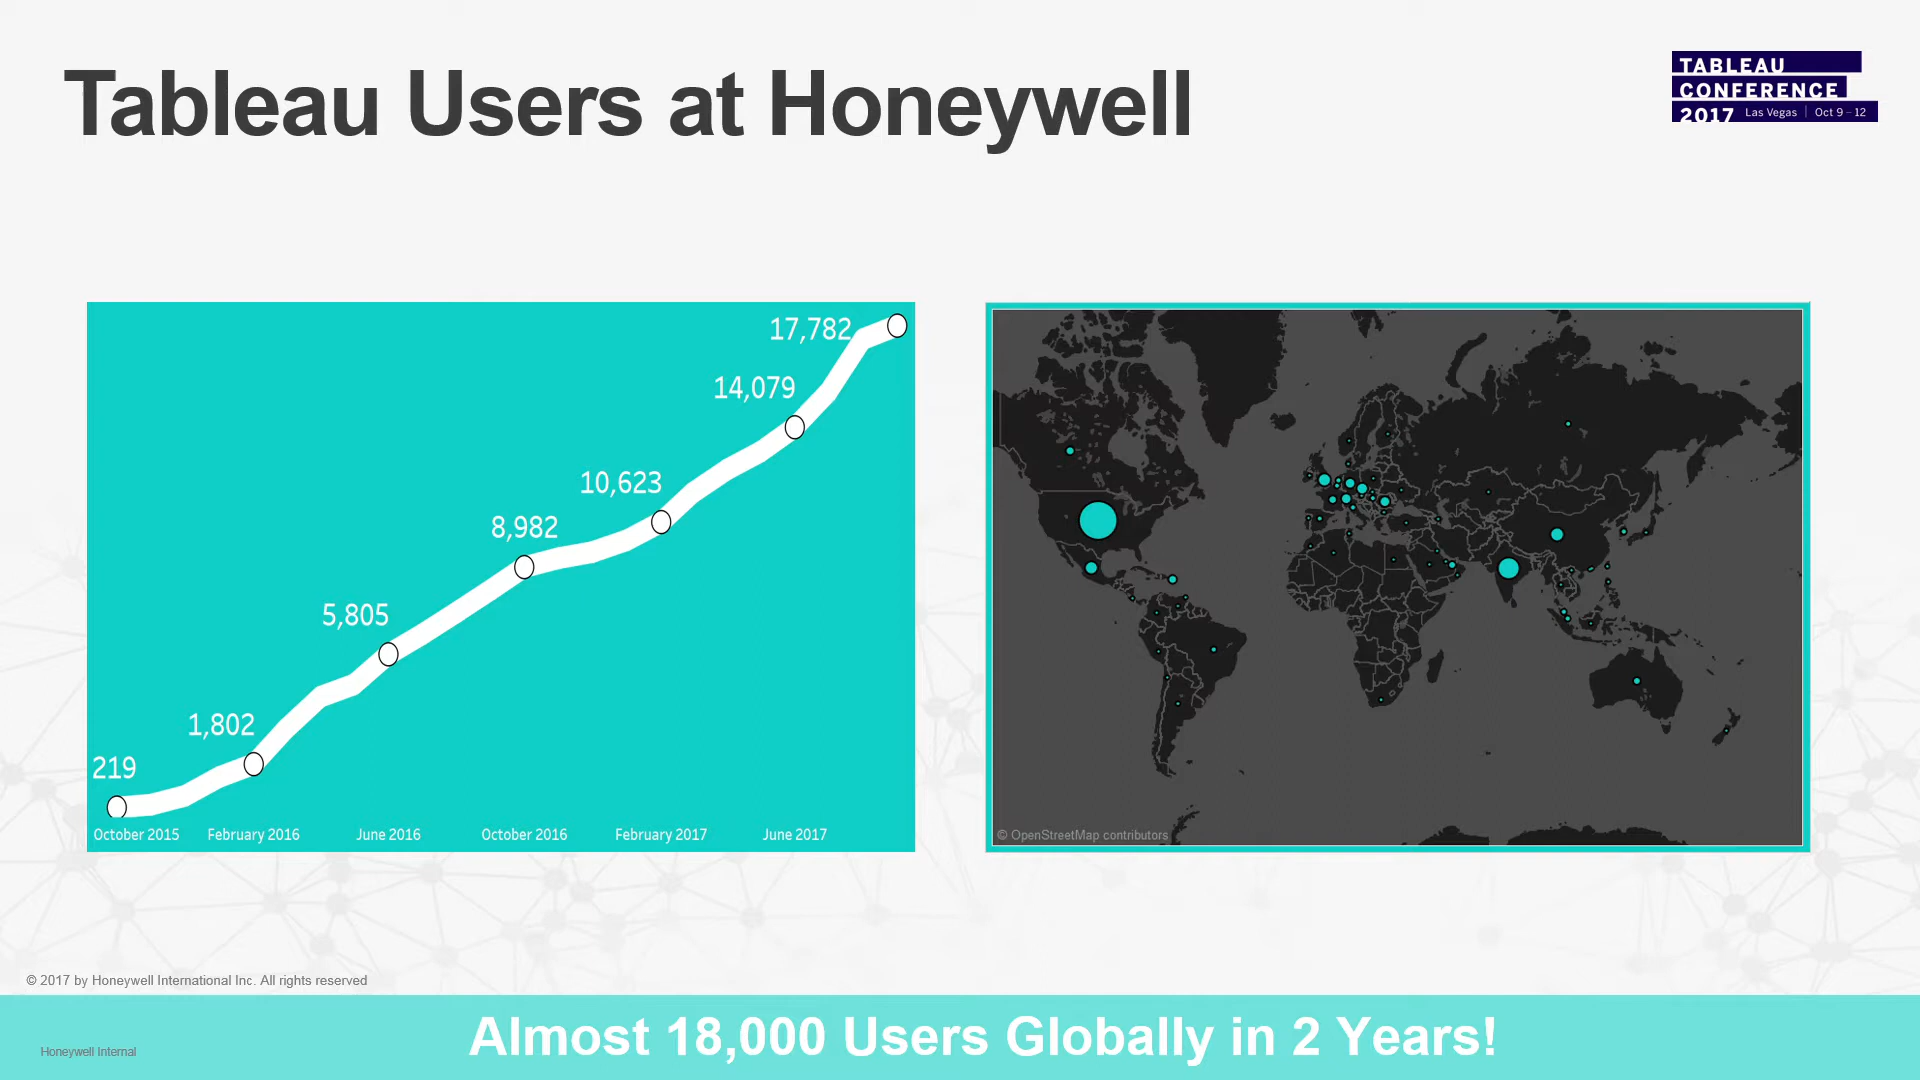 Tableau Users at Honeywell
TABLEAU
CONFERENCE
2017 Las Vegas | Oct 9 – 12
17,782
14,079
10,623
8,982
5,805
1,802
219
October 2015 February 2016 June 2016 October 2016 February 2017 June 2017
© OpenStreetMap contributors
© 2017 by Honeywell International Inc. All rights reserved
Almost 18,000 Users Globally in 2 Years!
Honeywell Internal